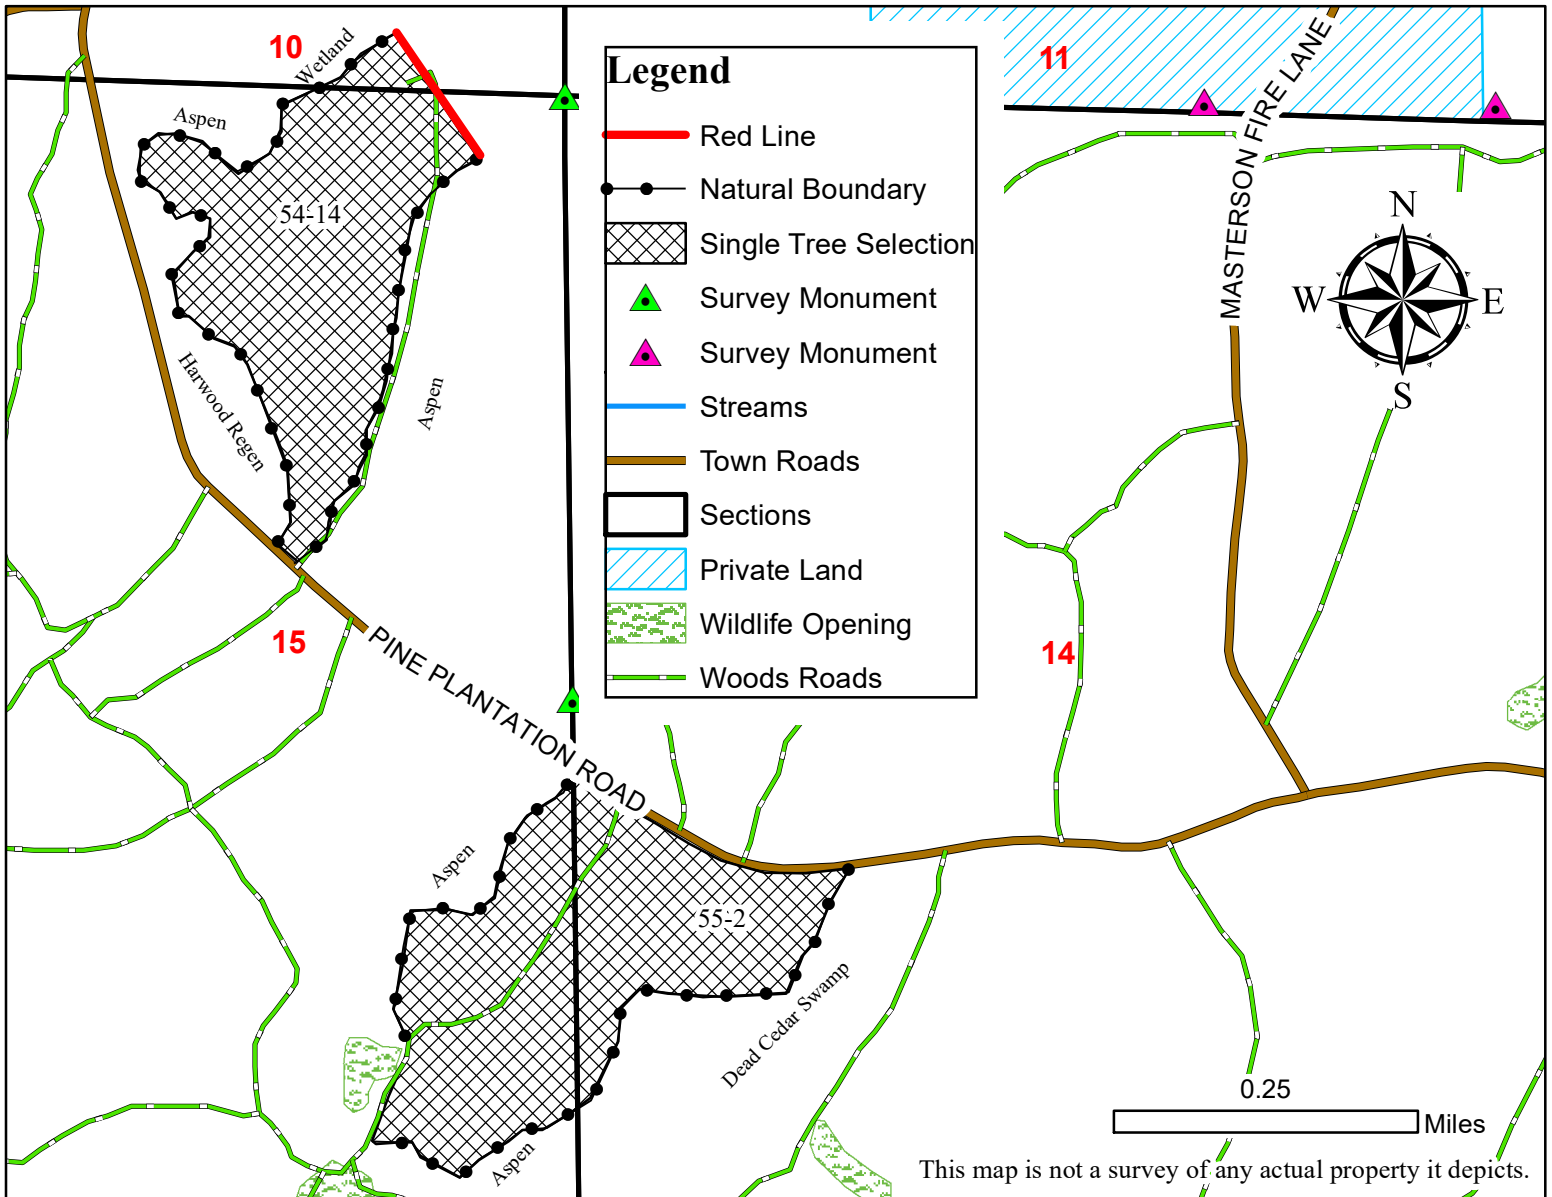 10
Wetland
11
MASTERSON FIRE LANE
Aspen
54-14
Harwood Regen
Aspen
Legend
Red Line
Natural Boundary
Single Tree Selection
Survey Monument
Survey Monument
Streams
Town Roads
Sections
Private Land
Wildlife Opening
Woods Roads
N
W
E
S
15
14
PINE PLANTATION ROAD
Aspen
55-2
Dead Cedar Swamp
Aspen
0.25
Miles
This map is not a survey of any actual property it depicts.